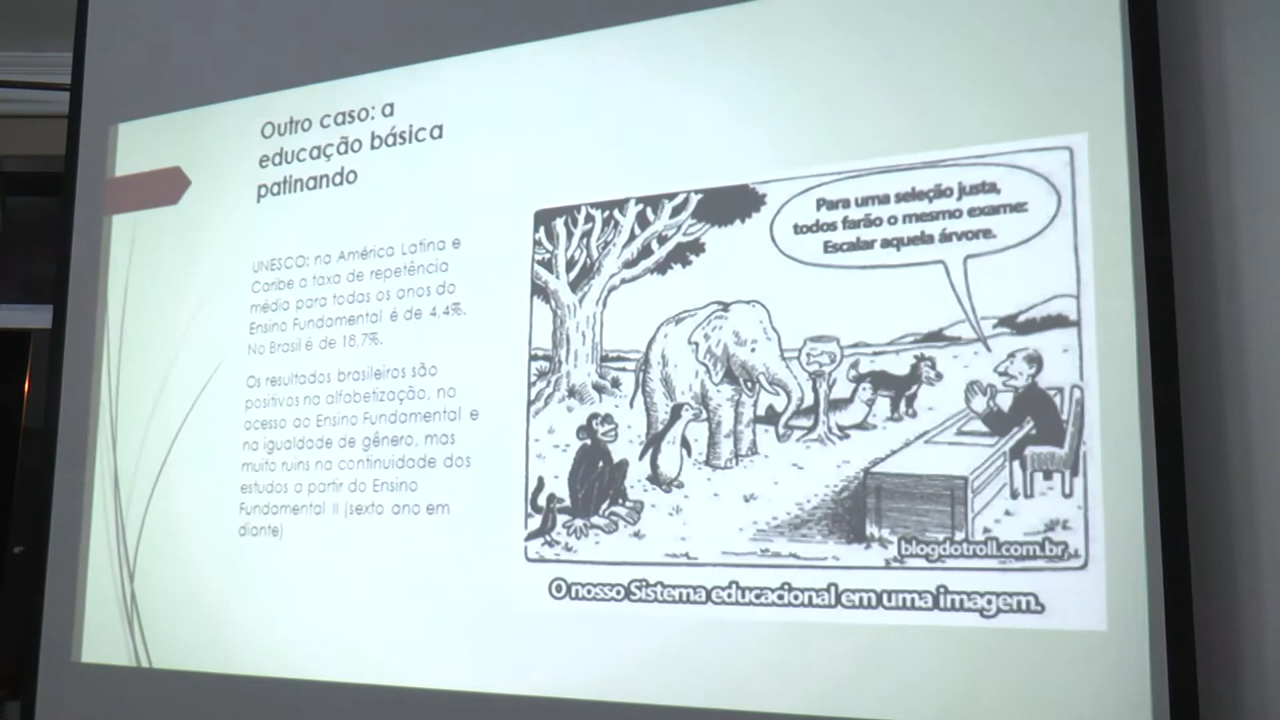 Outro caso: a
educação básica
patinando
UNESCO: na América Latina e
Caribe a taxa de repetência
média para todas os anos do
Ensino Fundamental é de 4,4%.
No Brasil é de 18,7%.
Os resultados brasileiros são
positivos na alfabetização, no
acesso ao Ensino Fundamental e
na igualdade de gênero, mas
muito ruins na continuidade dos
estudos a partir do Ensino
Fundamental II (sexto ano em
diante)
Para uma seleção justa,
todos farão o mesmo exame:
Escalar aquela árvore.
blogdotroll.com.br
O nosso Sistema educacional em uma imagem.